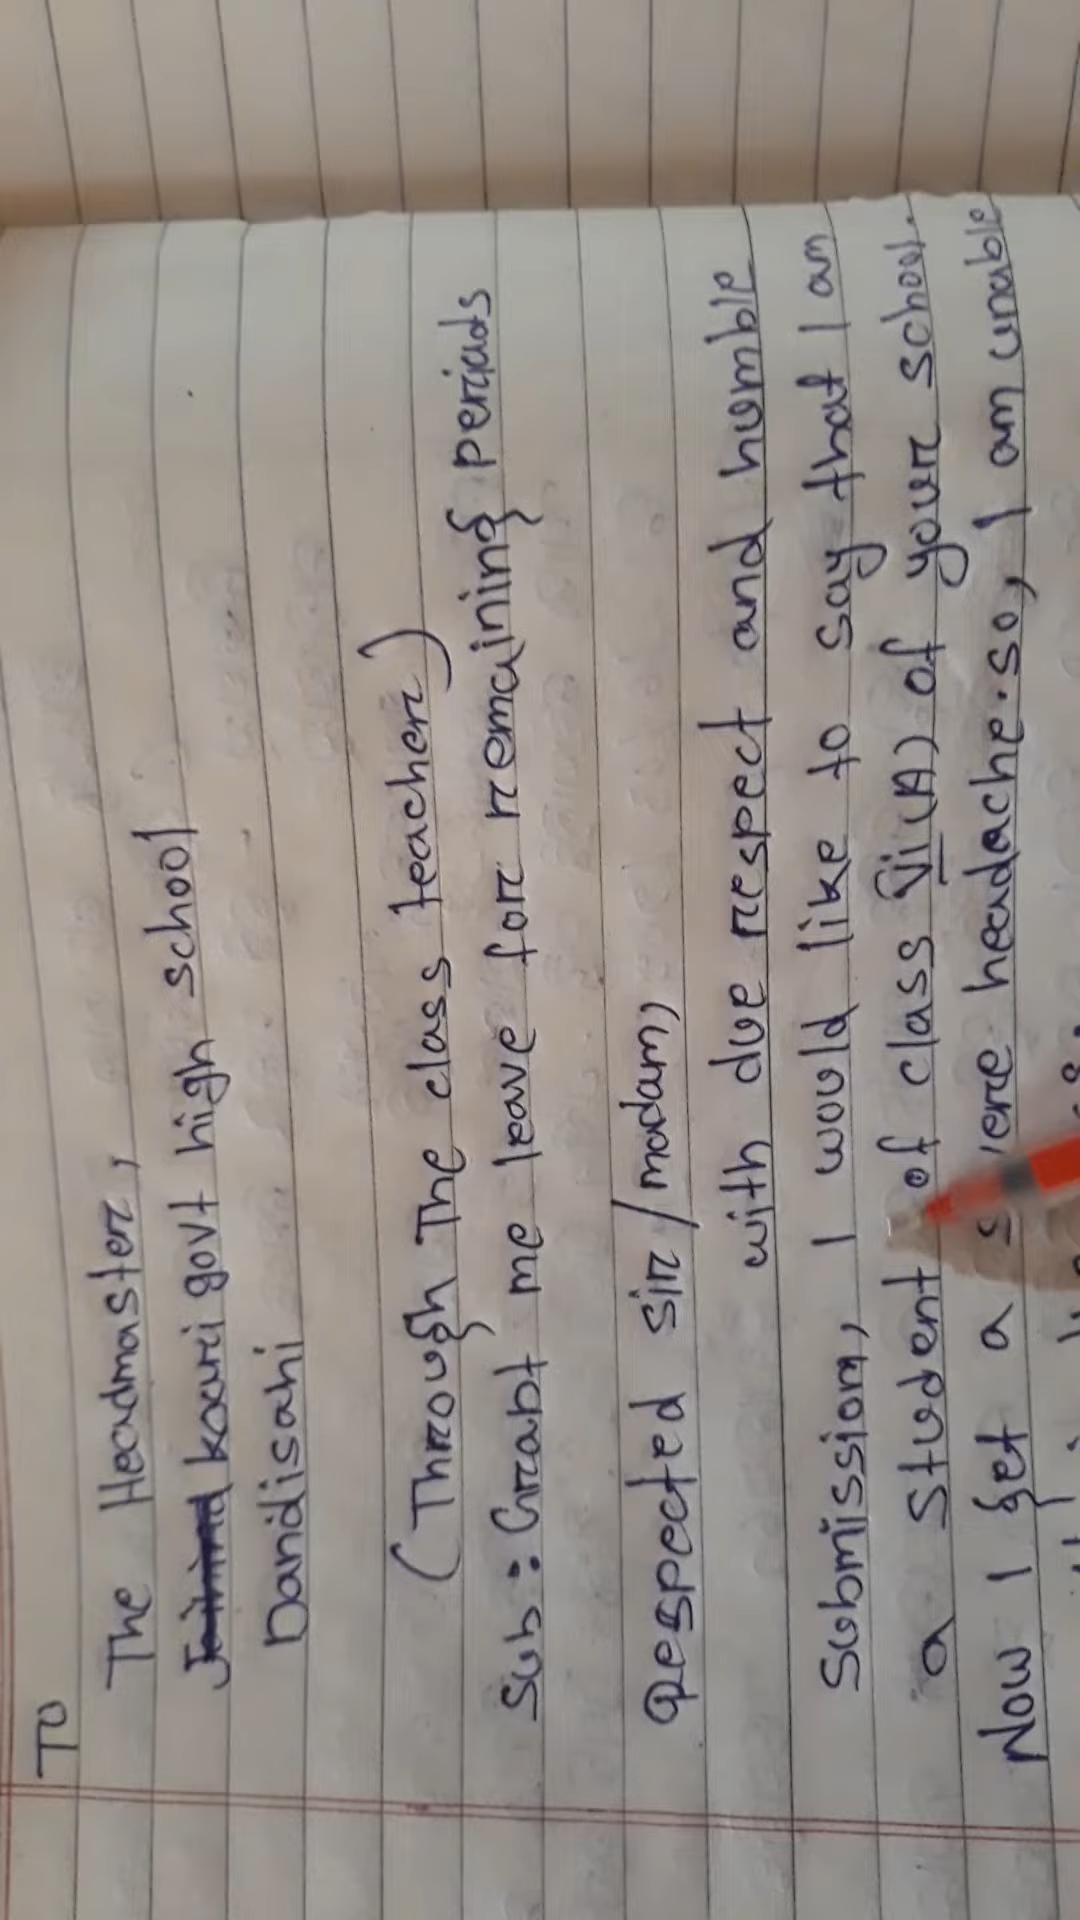 TO
The Headmaster,
kauri govt high school
Dandisahi
(Through The class teacher)
Sub: Grant me leave for remaining periods
Respected sir/madam,
with due respect and humble
Submission, I would like to say that I am
a student of class VI(A) of your school.
Now I get a headache. so, I am unable